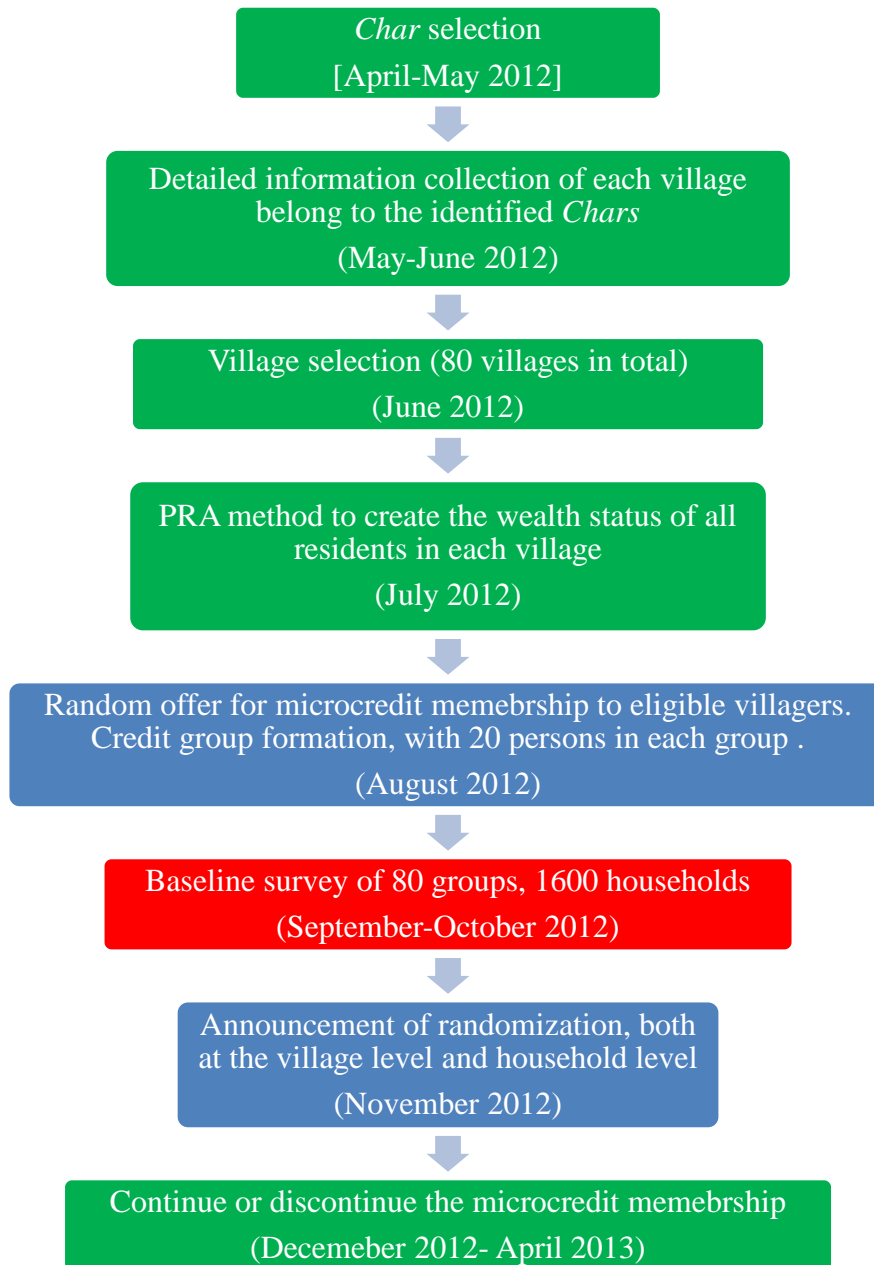 Char selection
[April-May 2012]
Detailed information collection of each village
belong to the identified Chars
(May-June 2012)
Village selection (80 villages in total)
(June 2012)
PRA method to create the wealth status of all
residents in each village
(July 2012)
Random offer for microcredit memebrship to eligible villagers.
Credit group formation, with 20 persons in each group .
(August 2012)
Baseline survey of 80 groups, 1600 households
(September-October 2012)
Announcement of randomization, both
at the village level and household level
(November 2012)
Continue or discontinue the microcredit memebrship
(Decemeber 2012- April 2013)